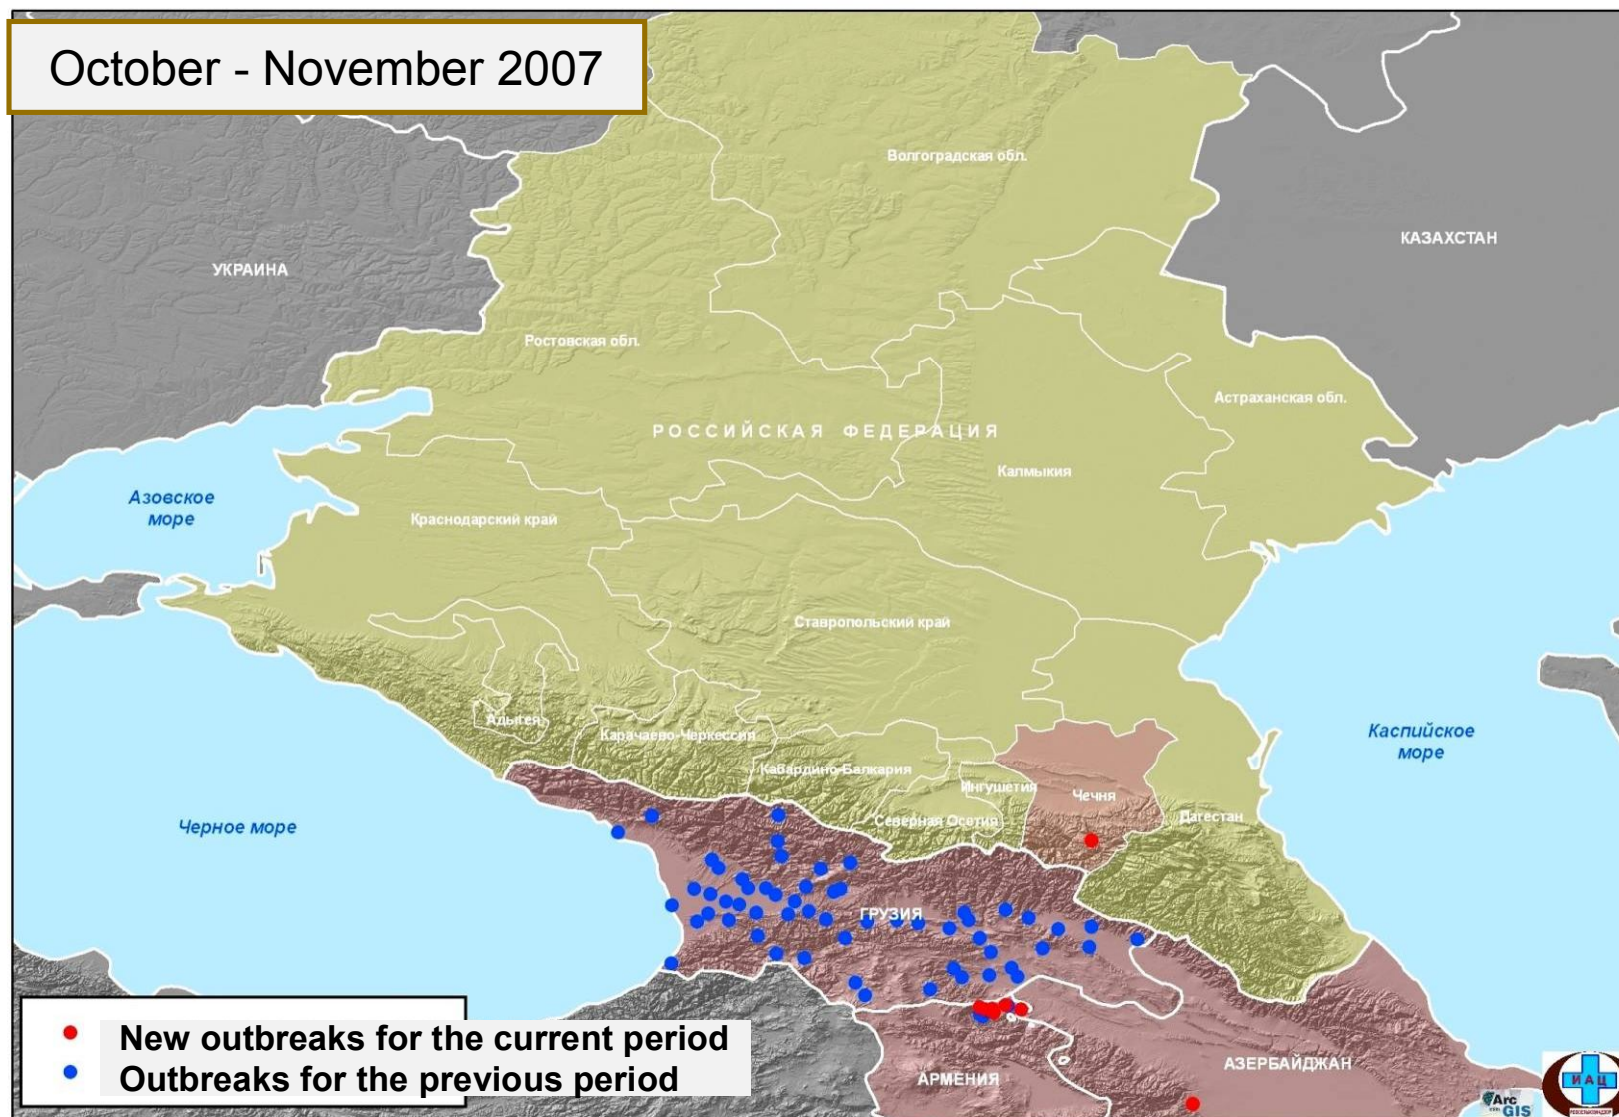 October - November 2007
Волгоградская обл.
КАЗАХСТАН
УКРАИНА
Ростовская обл.
Астраханская обл.
РОССИЙСКАЯ ФЕДЕРАЦИЯ
Калмыкия
Азовское
море
Краснодарский край
Ставропольский край
Адыгея
Карачаево-Черкессия
Каспийское
море
Кабардино-Балкария
Ингушетия
Чечня
Северная Осетия
Дагестан
Черное море
ГРУЗИЯ
New outbreaks for the current period
Outbreaks for the previous period
АРМЕНИЯ
АЗЕРБАЙДЖАН
ИАЦ
Arc
GIS